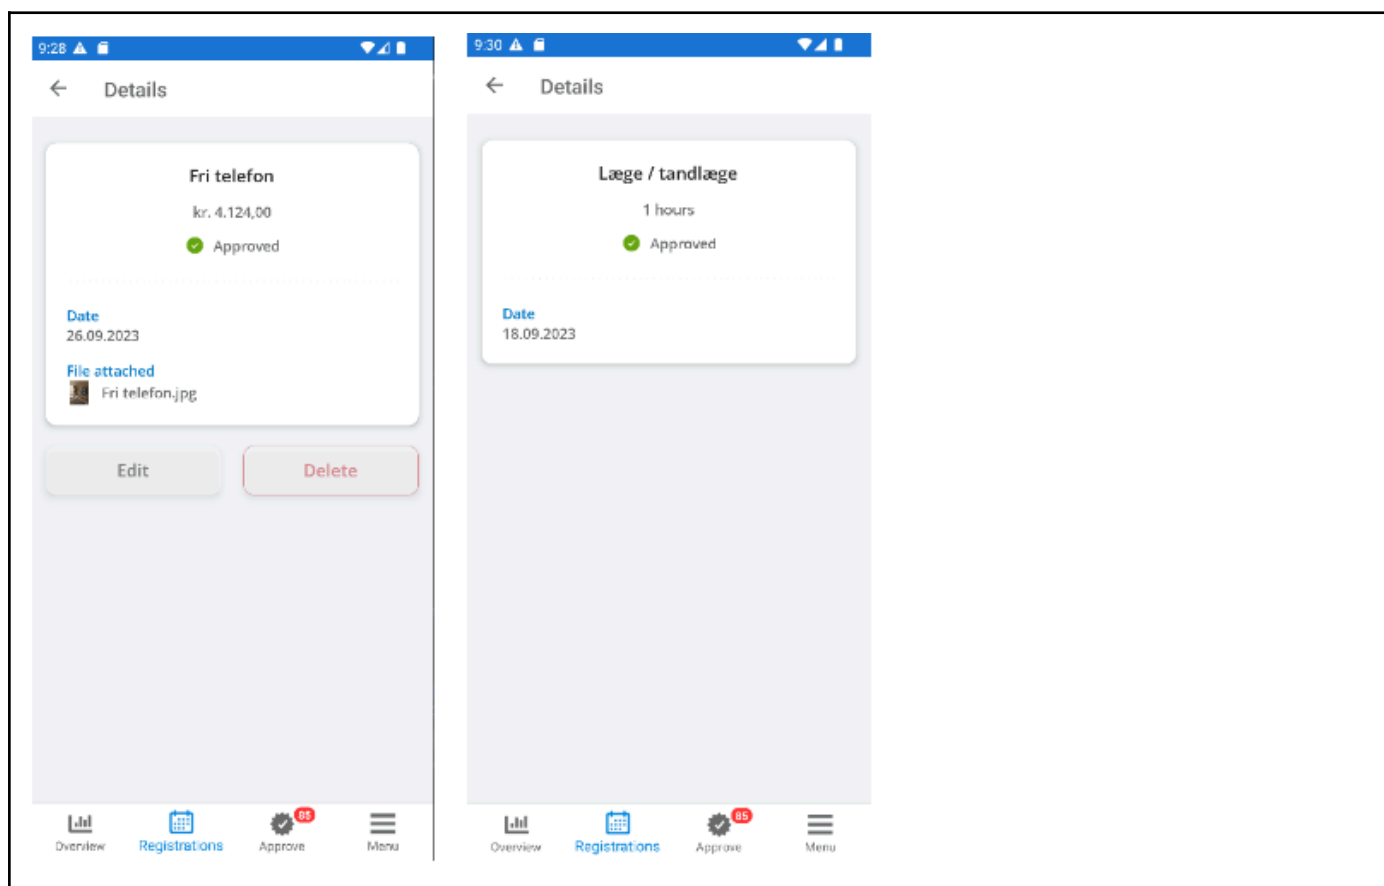 9:28
Details
Fri telefon
kr. 4.124,00
Approved
Date
26.09.2023
File attached
Fri telefon.jpg
Edit
Delete
Overview
Registrations
85
Approve
Menu
9:30
Details
Læge / tandlæge
1 hours
Approved
Date
18.09.2023
Overview
Registrations
85
Approve
Menu